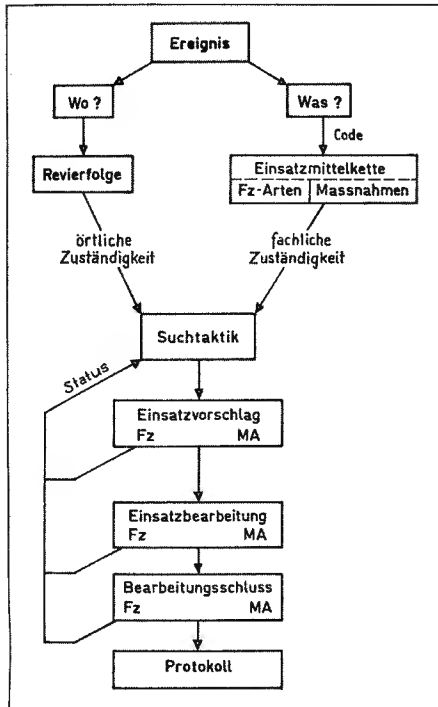 Ereignis
Wo ?
Was ?
Code
Revierfolge
Einsatzmittelkette
Fz-Arten Massnahmen
örtliche
Zuständigkeit
fachliche
Zuständigkeit
Suchtaktik
Status
Einsatzvorschlag
Fz MA
Einsatzbearbeitung
Fz MA
Bearbeitungsschluss
Fz MA
Protokoll